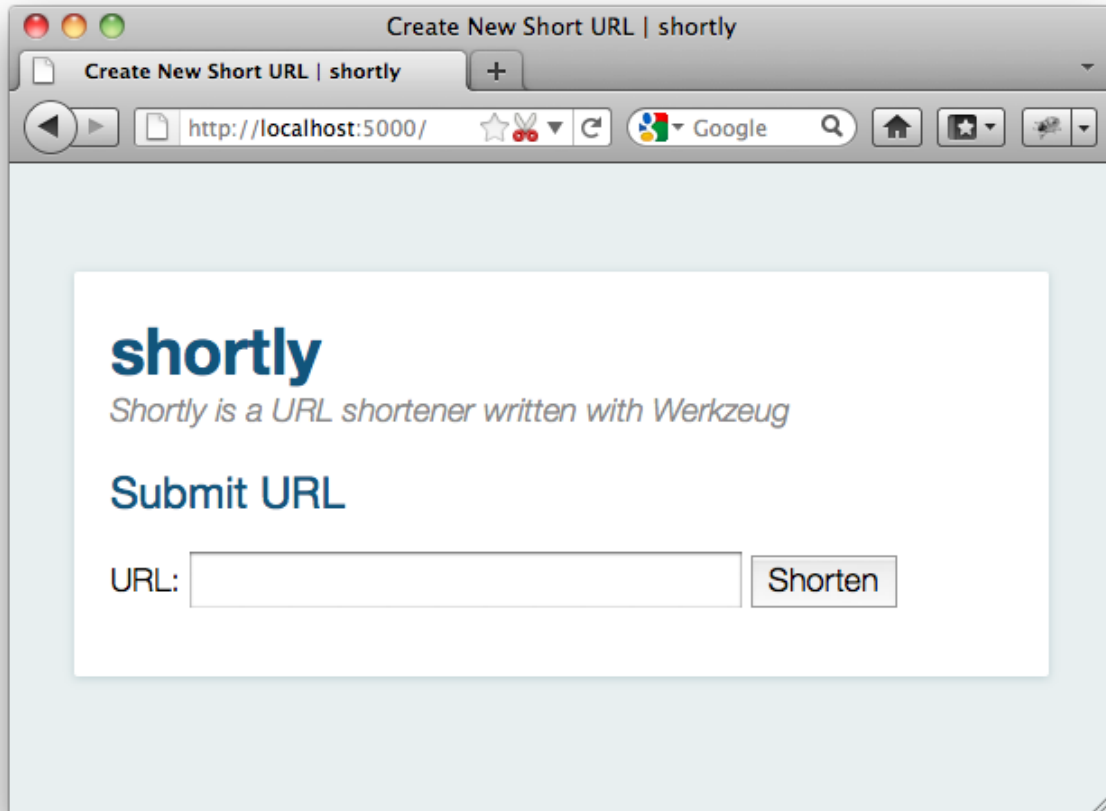 Create New Short URL | shortly
Create New Short URL | shortly
http://localhost:5000/ Google
shortly
Shortly is a URL shortener written with Werkzeug
Submit URL
URL: Shorten